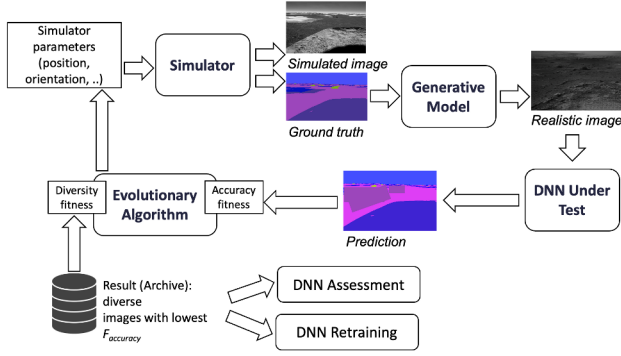 Simulator
parameters
(position,
orientation, ..)
Simulator
Simulated image
Ground truth
Generative
Model
Realistic image
Diversity
fitness
Evolutionary
Algorithm
Accuracy
fitness
Prediction
DNN Under
Test
Result (Archive):
diverse
images with lowest
Faccuracy
DNN Assessment
DNN Retraining